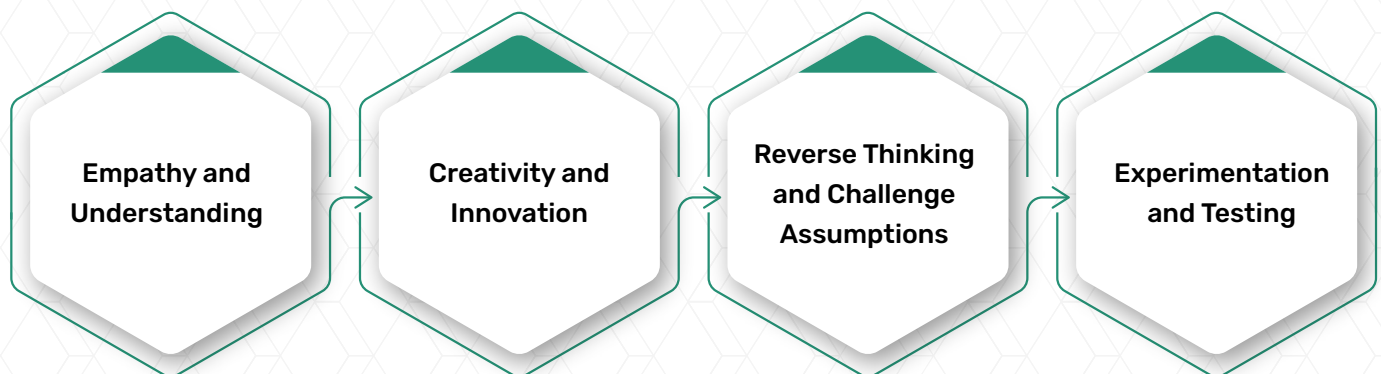 Empathy and
Understanding
Creativity and
Innovation
Reverse Thinking
and Challenge
Assumptions
Experimentation
and Testing